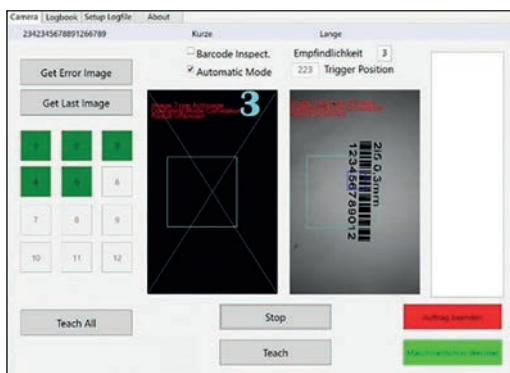 Camera Logbook Setup Logfile About
2342345678891266789 Kurze Lange
Barcode Inspect. Empfindlichkeit 3
Automatic Mode 223 Trigger Position
Get Error Image
Get Last Image
3
2/5 0.3mm
123456789012
1 2 3
4 5 6
7 8 9
10 11 12
Teach All
Stop
Teach
Auftrag beenden